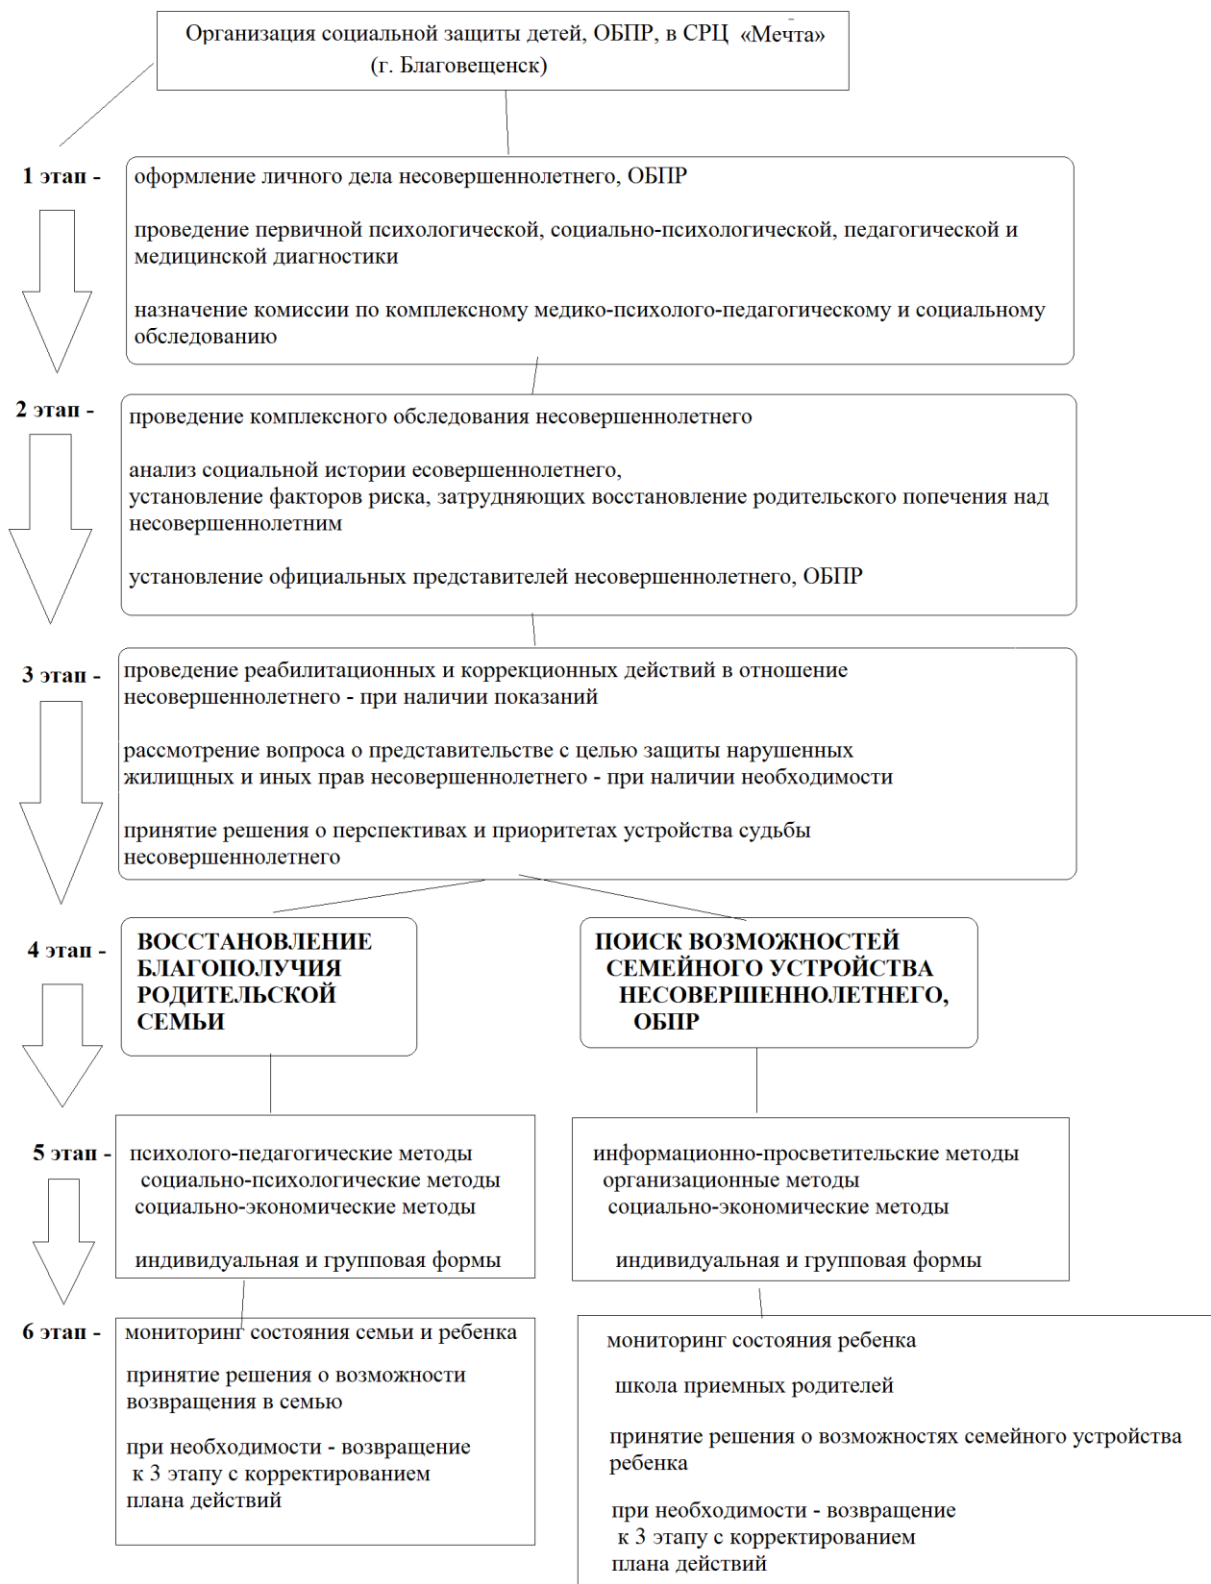 Организация социальной защиты детей, ОБПР, в СРЦ «Мечта»
(г. Благовещенск)
1 этап -
оформление личного дела несовершеннолетнего, ОБПР
проведение первичной психологической, социально-психологической, педагогической и
медицинской диагностики
назначение комиссии по комплексному медико-психолого-педагогическому и социальному
обследованию
2 этап -
проведение комплексного обследования несовершеннолетнего
анализ социальной истории есовершеннолетнего,
установление факторов риска, затрудняющих восстановление родительского попечения над
несовершеннолетним
установление официальных представителей несовершеннолетнего, ОБПР
3 этап -
проведение реабилитационных и коррекционных действий в отношение
несовершеннолетнего - при наличии показаний
рассмотрение вопроса о представительстве с целью защиты нарушенных
жилищных и иных прав несовершеннолетнего - при наличии необходимости
принятие решения о перспективах и приоритетах устройства судьбы
несовершеннолетнего
4 этап -
ВОССТАНОВЛЕНИЕ
БЛАГОПОЛУЧИЯ
РОДИТЕЛЬСКОЙ
СЕМЬИ
ПОИСК ВОЗМОЖНОСТЕЙ
СЕМЕЙНОГО УСТРОЙСТВА
НЕСОВЕРШЕННОЛЕТНЕГО,
ОБПР
5 этап -
психолого-педагогические методы
социально-психологические методы
социально-экономические методы
индивидуальная и групповая формы
информационно-просветительские методы
организационные методы
социально-экономические методы
индивидуальная и групповая формы
6 этап -
мониторинг состояния семьи и ребенка
принятие решения о возможности
возвращения в семью
при необходимости - возвращение
к 3 этапу с корректированием
плана действий
мониторинг состояния ребенка
школа приемных родителей
принятие решения о возможностях семейного устройства
ребенка
при необходимости - возвращение
к 3 этапу с корректированием
плана действий